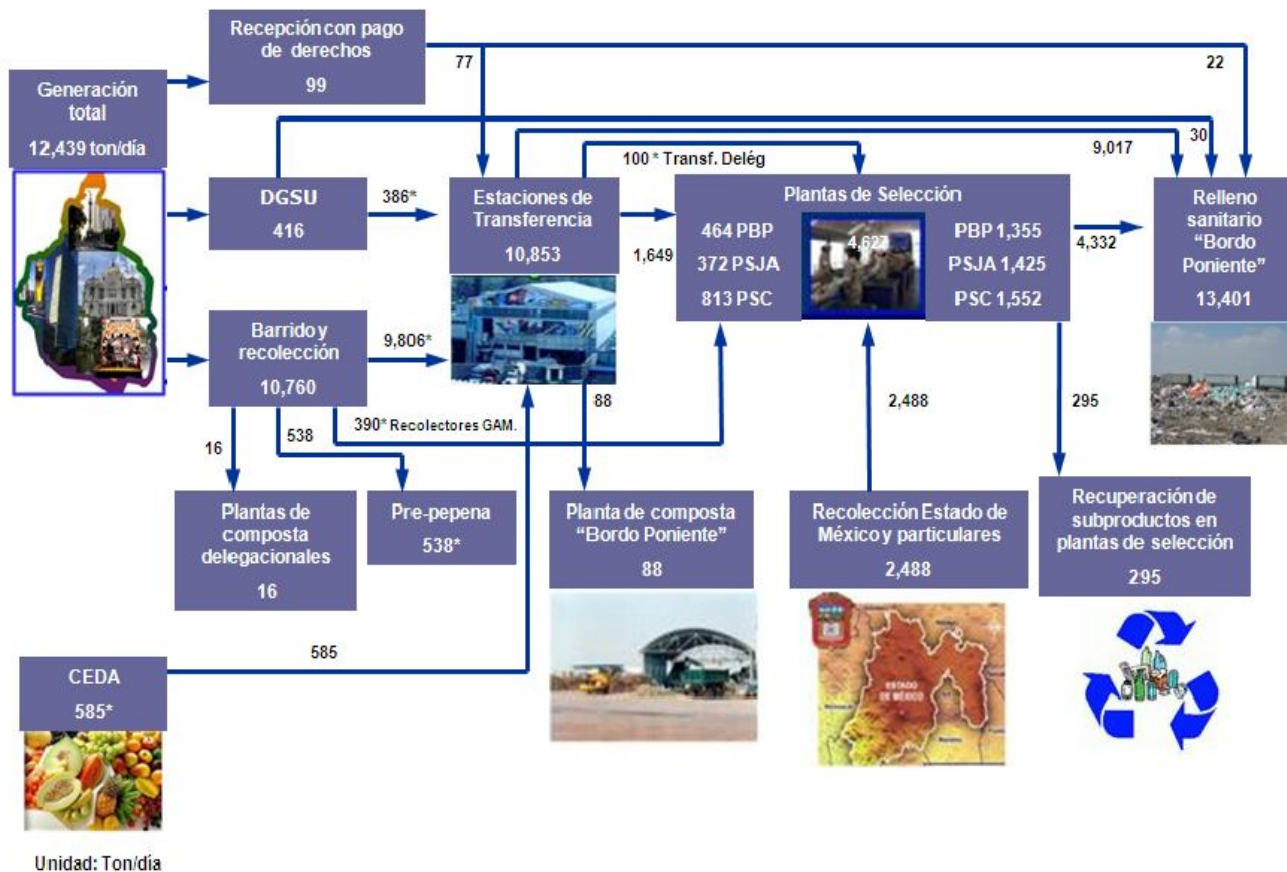 Recepción con pago
de derechos
99
77
22
Generación
total
12,439 ton/día
DGSU
416
386*
Estaciones de
Transferencia
10,853
100 * Transf. Delég
9,017
30
1,649
Plantas de Selección
464 PBP
372 PSJA
813 PSC
4,627
PBP 1,355
PSJA 1,425
PSC 1,552
4,332
Relleno
sanitario
“Bordo
Poniente”
13,401
Barrido y
recolección
10,760
9,806*
390* Recolectores GAM.
16
538
88
2,488
295
Plantas de
composta
delegacionales
16
Pre-pepena
538*
Planta de composta
“Bordo Poniente”
88
Recolección Estado de
México y particulares
2,488
Recuperación de
subproductos en
plantas de selección
295
585
CEDA
585*
ESTADO
DE MÉXICO
Unidad: Ton/día